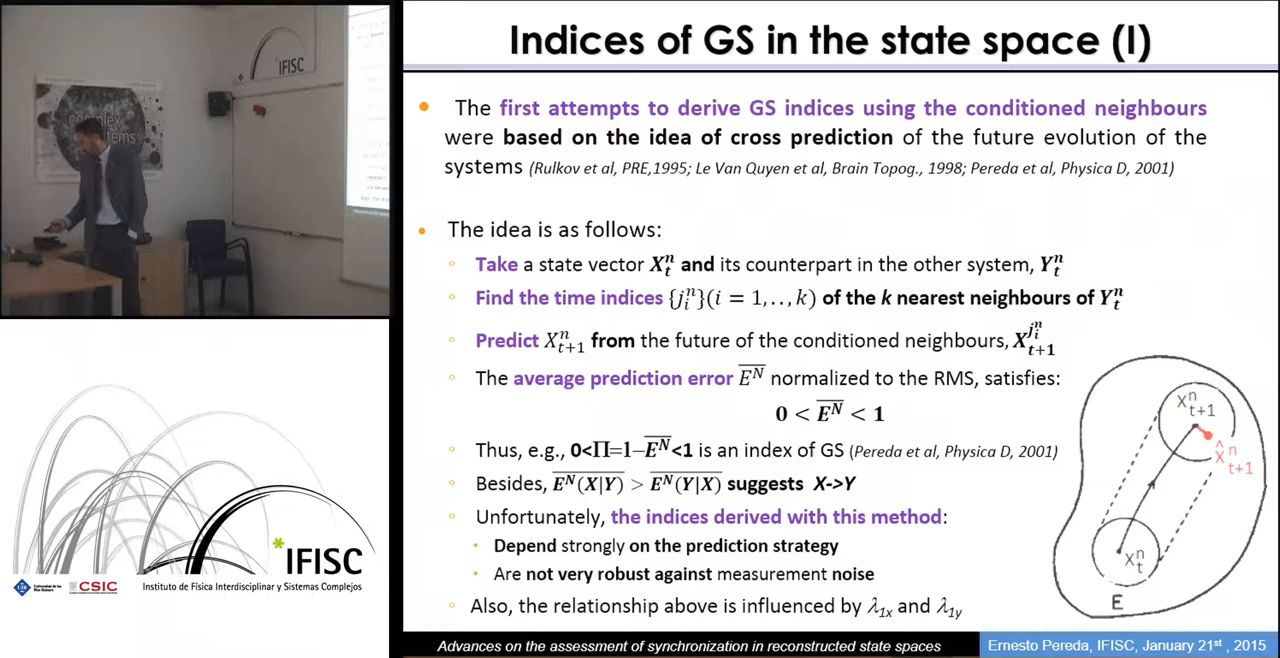 IFISC
complex
systems
Indices of GS in the state space (I)
The first attempts to derive GS indices using the conditioned neighbours
were based on the idea of cross prediction of the future evolution of the
systems (Rulkov et al, PRE,1995; Le Van Quyen et al, Brain Topog., 1998; Pereda et al, Physica D, 2001)
The idea is as follows:
Take a state vector X_t^n and its counterpart in the other system, Y_t^n
Find the time indices {j_i^n}(i = 1,..,k) of the k nearest neighbours of Y_t^n
Predict X_{t+1}^n from the future of the conditioned neighbours, X_{t+1}^{j_i^n}
The average prediction error \overline{E^N} normalized to the RMS, satisfies:
0 < \overline{E^N} < 1
Thus, e.g., 0<Π=1−\overline{E^N}<1 is an index of GS (Pereda et al, Physica D, 2001)
Besides, \overline{E^N(X|Y)} > \overline{E^N(Y|X)} suggests X->Y
Unfortunately, the indices derived with this method:
Depend strongly on the prediction strategy
Are not very robust against measurement noise
Also, the relationship above is influenced by λ_{1x} and λ_{1y}
X_{t+1}^n
\hat{X}_{t+1}^n
X_t^n
E
IFISC
CSIC
Instituto de Física Interdisciplinar y Sistemas Complejos
Advances on the assessment of synchronization in reconstructed state spaces
Ernesto Pereda, IFISC, January 21st, 2015